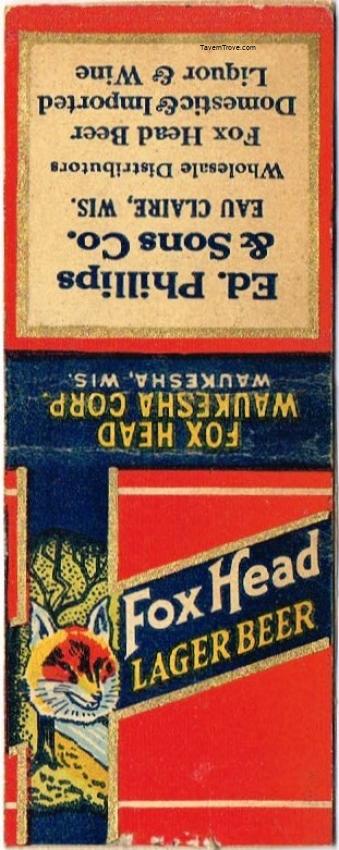 TavernTrove.com
Ed. Phillips
& Sons Co.
EAU CLAIRE, WIS.
Wholesale Distributors
Fox Head Beer
Domestic & Imported
Liquor & Wine
FOX HEAD
WAUKESHA CORP.
WAUKESHA, WIS.
Fox Head
LAGER BEER